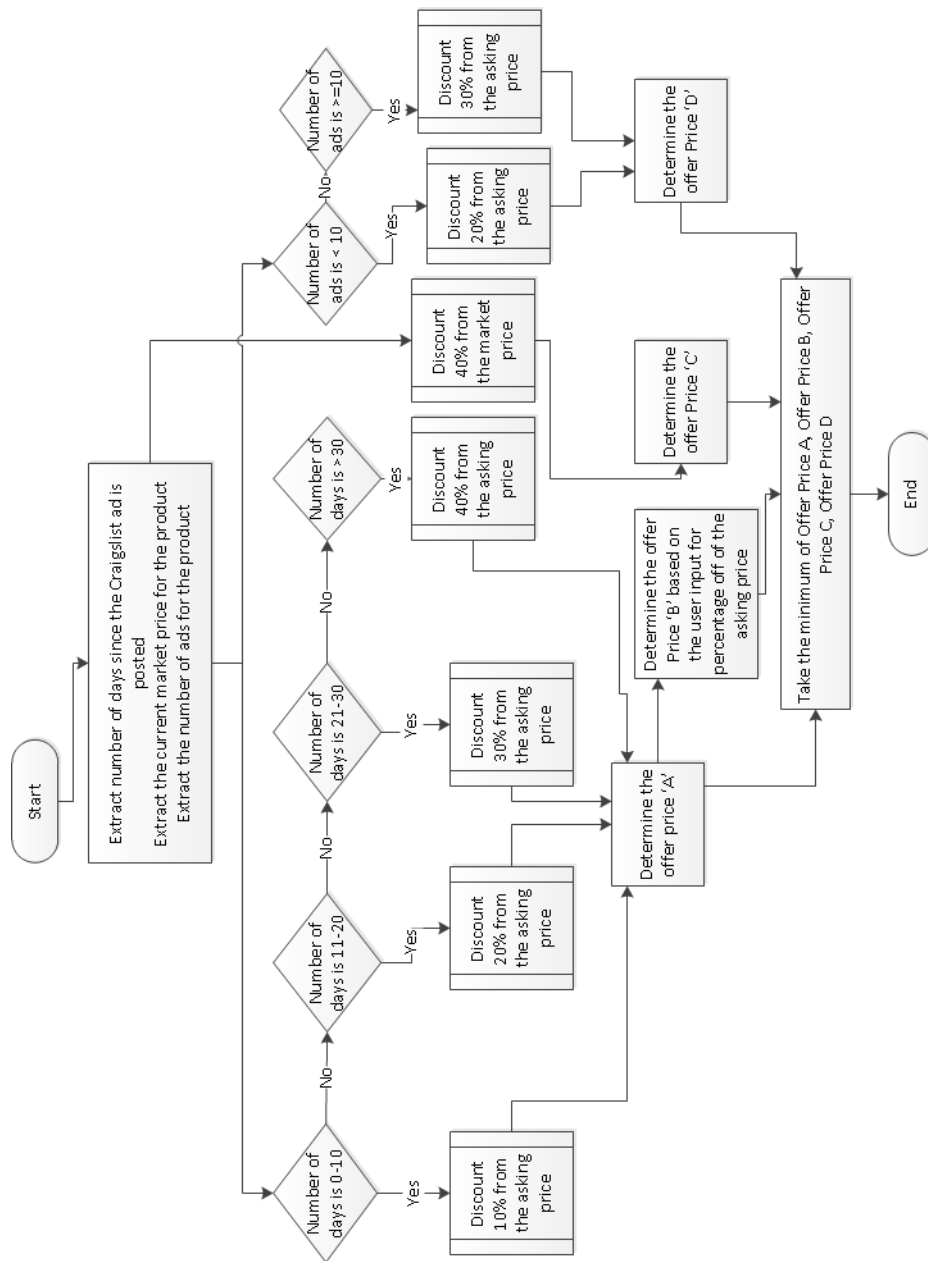 Start
Extract number of days since the Craigslist ad is
posted
Extract the current market price for the product
Extract the number of ads for the product
Number of
days is 0-10
No
Number of
days is 11-20
No
Number of
days is 21-30
No
Number of
days is >30
Number of
ads is < 10
No
Number of
ads is >=10
Yes
Yes
Yes
Yes
Yes
Yes
Discount
10% from
the asking
price
Discount
20% from
the asking
price
Discount
30% from
the asking
price
Discount
40% from
the asking
price
Discount
40% from
the market
price
Discount
20% from
the asking
price
Discount
30% from
the asking
price
Determine the
offer price ‘A’
Determine the offer
Price ‘B’ based on
the user input for
percentage off of the
asking price
Determine the
offer Price ‘C’
Determine the
offer Price ‘D’
Take the minimum of Offer Price A, Offer Price B, Offer
Price C, Offer Price D
End